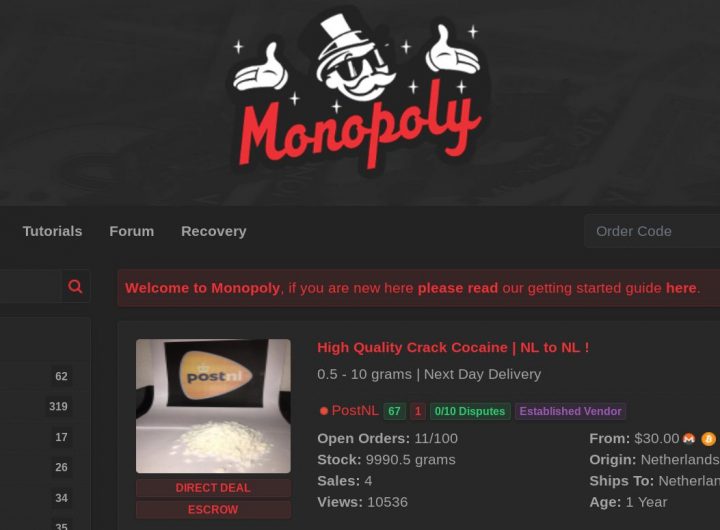 Monopoly
Tutorials Forum Recovery Order Code
Welcome to Monopoly, if you are new here please read our getting started guide here.
62
319
17
26
34
35
postnl
DIRECT DEAL
ESCROW
High Quality Crack Cocaine | NL to NL !
0.5 - 10 grams | Next Day Delivery
PostNL 67 1 0/10 Disputes Established Vendor
Open Orders: 11/100 From: $30.00
Stock: 9990.5 grams Origin: Netherlands
Sales: 4 Ships To: Netherlan
Views: 10536 Age: 1 Year